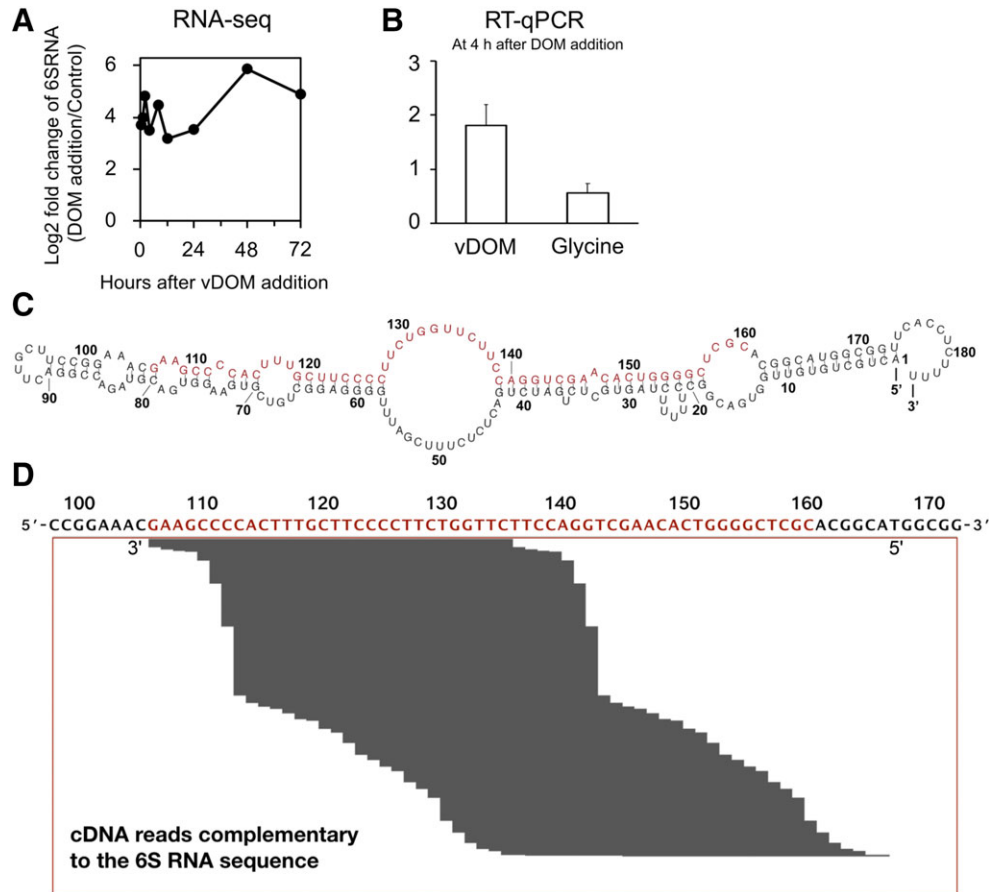 A
RNA-seq
Log2 fold change of 6SRNA
(DOM addition/Control)
6
4
2
0
0 24 48 72
Hours after vDOM addition
B
RT-qPCR
At 4 h after DOM addition
3
2
1
0
vDOM Glycine
C
130
100 110 120 140 150 160 170
180
90 80 70 60 50 40 30 20 10 1
5'
3'
D
100 110 120 130 140 150 160 170
5'-CCGGAAACGAAGCCCCACTTTGCTTCCCCTTCTGGTTCTTCCAGGTCGAACACTGGGGCTCGCACGGCATGGCGG-3'
3' 5'
cDNA reads complementary
to the 6S RNA sequence